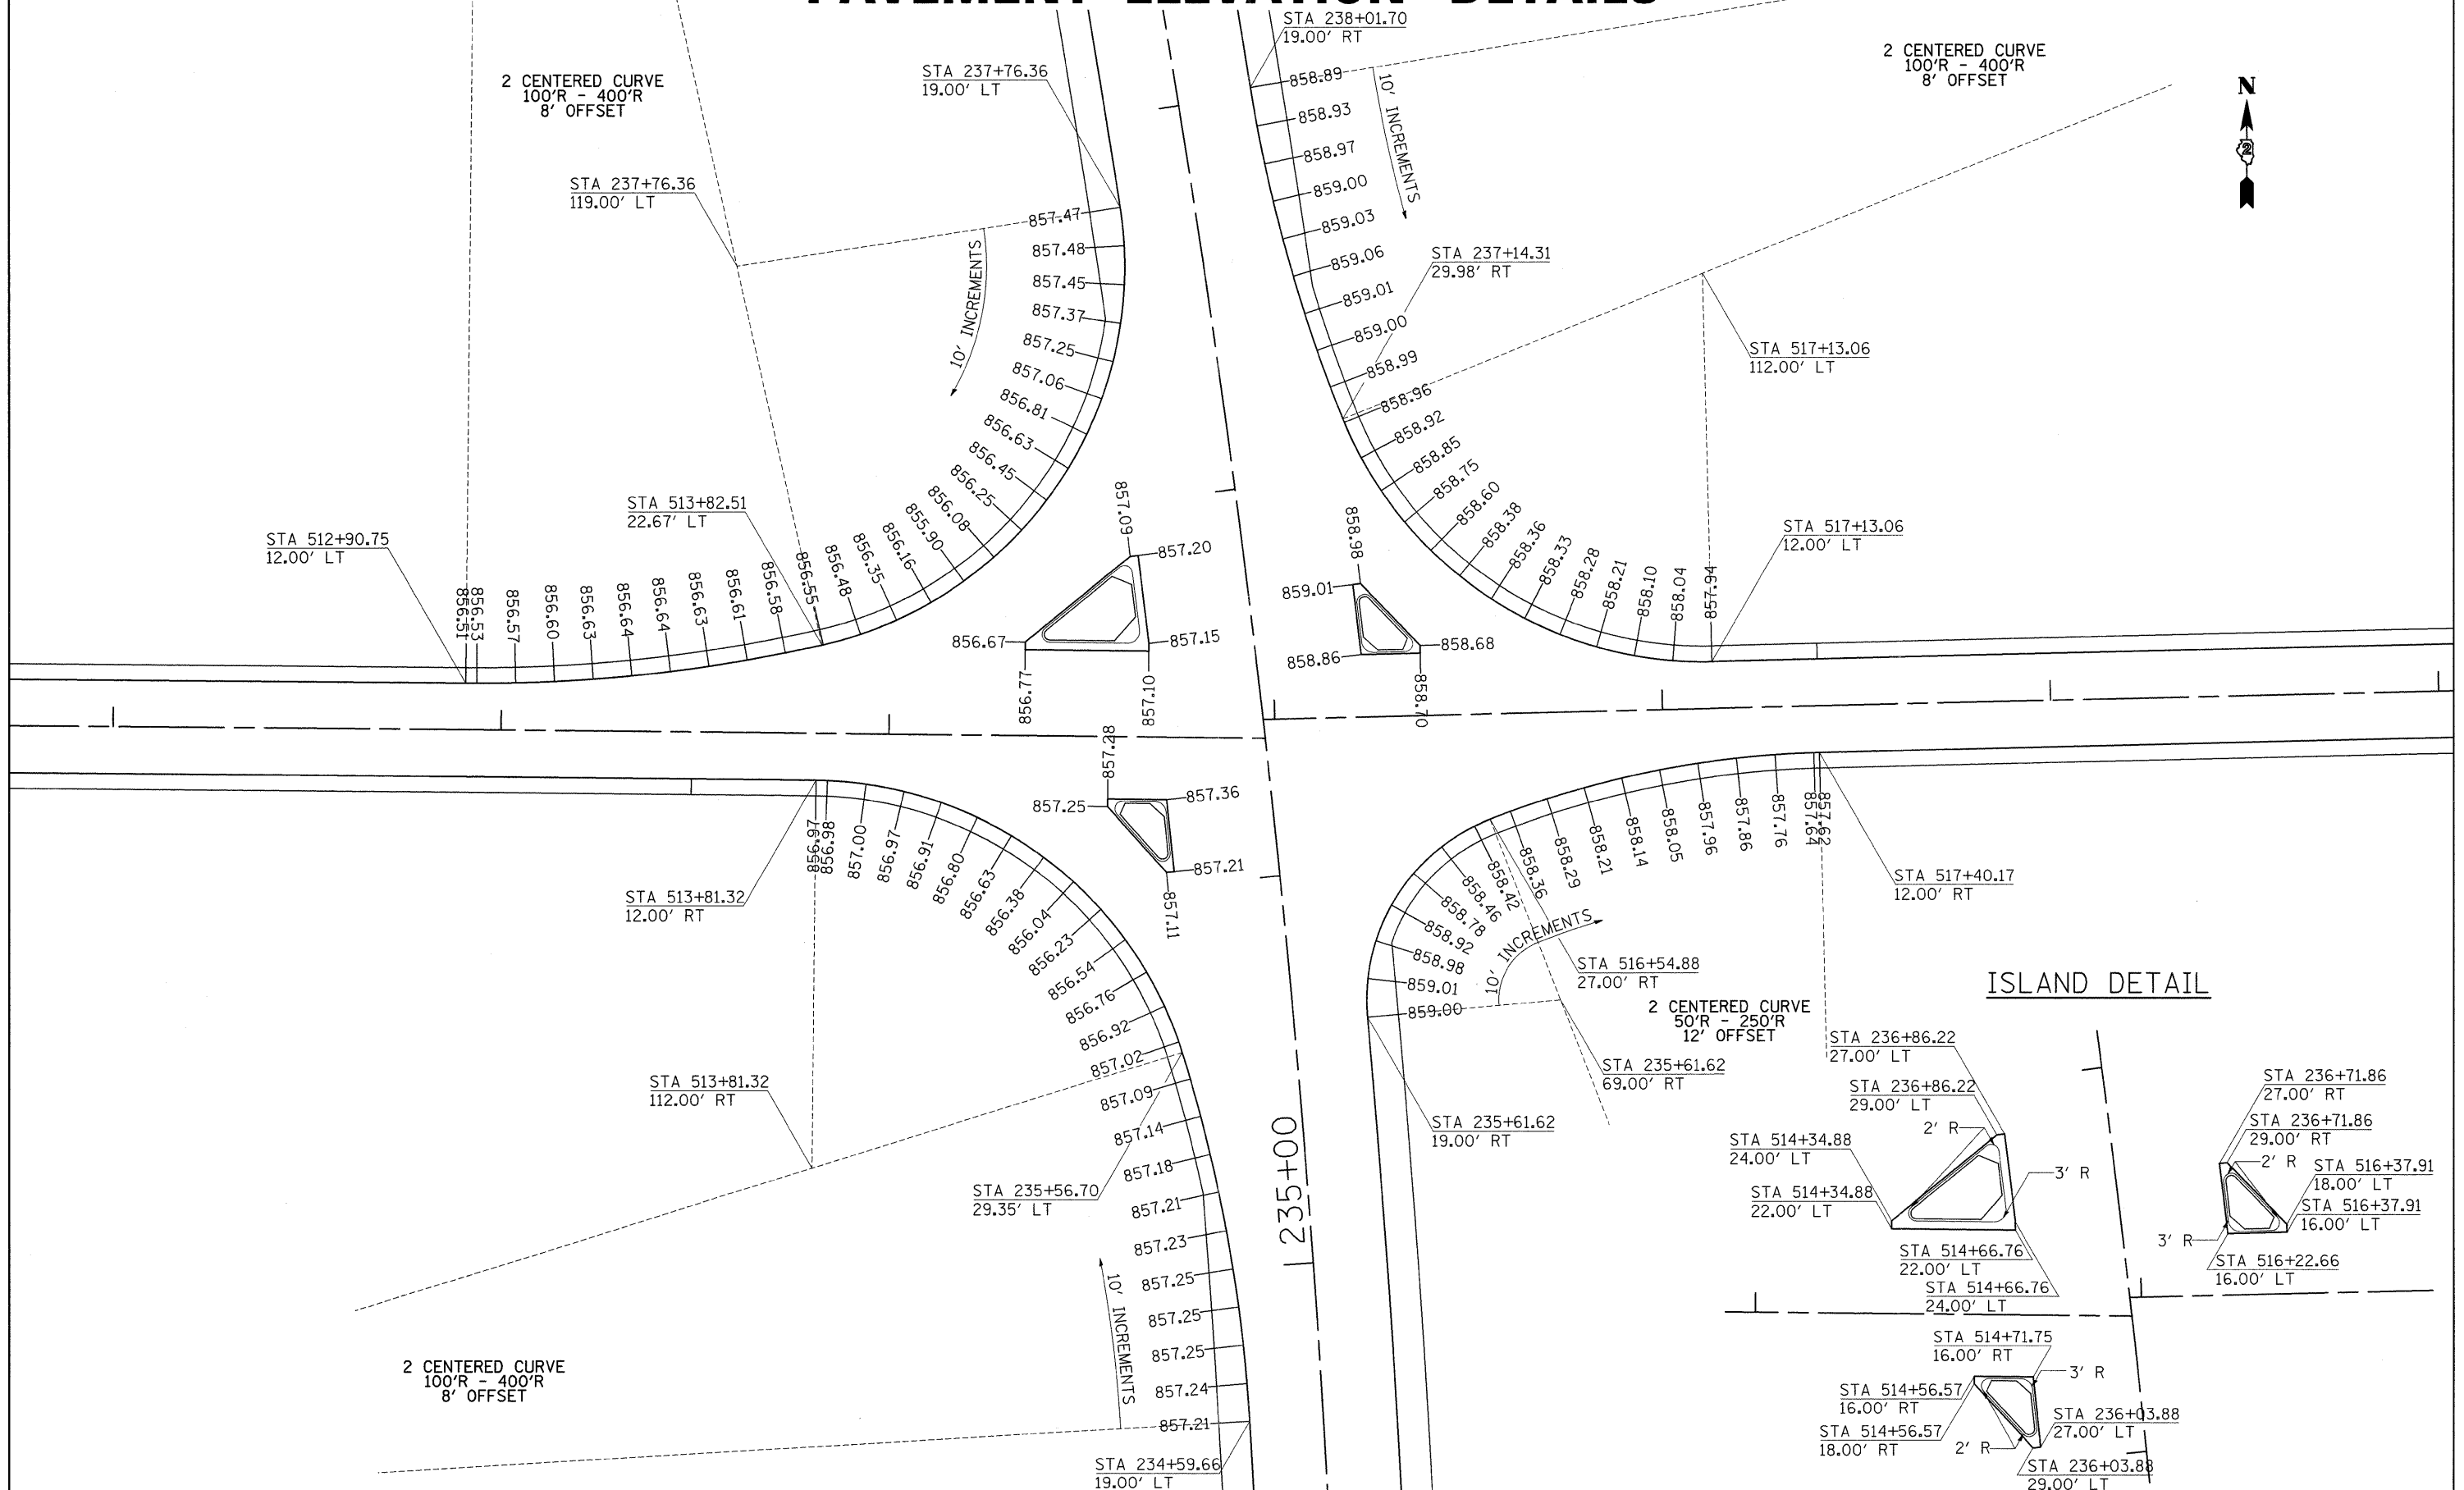 PAVEMENT ELEVATION DETAILS
2 CENTERED CURVE
100'R - 400'R
8' OFFSET
STA 237+76.36
19.00' LT
STA 237+76.36
119.00' LT
857.47
857.48
857.45
857.37
857.25
857.06
856.81
856.63
856.45
856.25
856.08
855.90
856.16
856.35
856.48
856.55
856.58
856.61
856.63
856.64
856.64
856.63
856.60
856.57
856.53
856.51
10' INCREMENTS
STA 513+82.51
22.67' LT
STA 512+90.75
12.00' LT
STA 238+01.70
19.00' RT
858.89
858.93
858.97
859.00
859.03
859.06
859.01
859.00
858.99
858.96
858.92
858.85
858.75
858.60
858.38
858.36
858.33
858.28
858.21
858.10
858.04
857.94
10' INCREMENTS
STA 237+14.31
29.98' RT
2 CENTERED CURVE
100'R - 400'R
8' OFFSET
N
2
STA 517+13.06
112.00' LT
STA 517+13.06
12.00' LT
857.09
857.20
856.67
857.15
856.77
857.10
858.98
859.01
858.68
858.86
858.70
857.28
857.25
857.36
857.21
857.11
856.97
856.98
857.00
856.97
856.91
856.80
856.63
856.38
856.04
856.23
856.54
856.76
856.92
857.02
857.09
857.14
857.18
857.21
857.23
857.25
857.25
857.25
857.24
857.21
10' INCREMENTS
STA 513+81.32
12.00' RT
STA 513+81.32
112.00' RT
STA 235+56.70
29.35' LT
2 CENTERED CURVE
100'R - 400'R
8' OFFSET
STA 234+59.66
19.00' LT
235+00
859.00
859.01
858.98
858.92
858.78
858.46
858.42
858.36
858.29
858.21
858.14
858.05
857.96
857.86
857.76
857.64
857.62
10' INCREMENTS
STA 517+40.17
12.00' RT
STA 516+54.88
27.00' RT
2 CENTERED CURVE
50'R - 250'R
12' OFFSET
STA 235+61.62
69.00' RT
STA 235+61.62
19.00' RT
ISLAND DETAIL
STA 236+86.22
27.00' LT
STA 236+86.22
29.00' LT
2' R
STA 514+34.88
24.00' LT
STA 514+34.88
22.00' LT
3' R
STA 514+66.76
22.00' LT
STA 514+66.76
24.00' LT
STA 236+71.86
27.00' RT
STA 236+71.86
29.00' RT
2' R
STA 516+37.91
18.00' LT
STA 516+37.91
16.00' LT
3' R
STA 516+22.66
16.00' LT
STA 514+71.75
16.00' RT
3' R
STA 514+56.57
16.00' RT
STA 514+56.57
18.00' RT
2' R
STA 236+03.88
27.00' LT
STA 236+03.88
29.00' LT